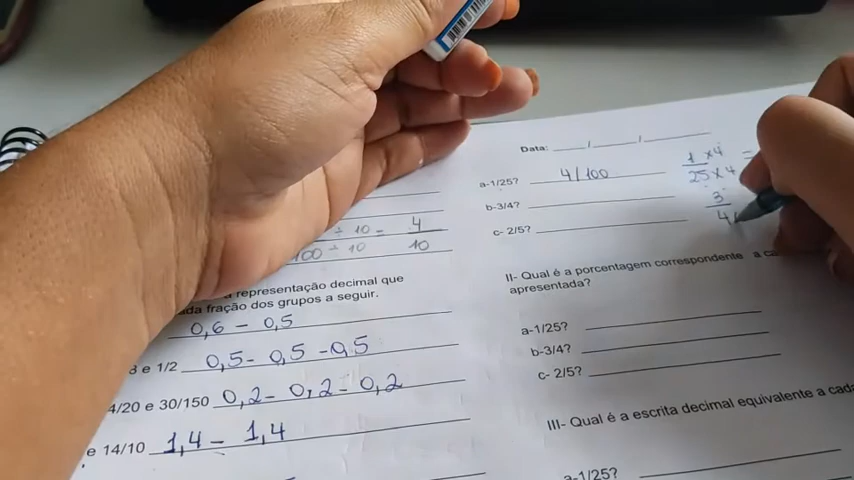 ÷ 10 = 4
100 ÷ 10 10
representação decimal que
ada fração dos grupos a seguir.
0,6 - 0,5
e 1/2 0,5 - 0,5 - 0,5
4/20 e 30/150 0,2 - 0,2 - 0,2
e 14/10 1,4 - 1,4
Data: / /
a-1/25? 4/100
b-3/4?
c- 2/5?
1 x 4 =
25 x 4
3
4
II- Qual é a porcentagem correspondente a
apresentada?
a-1/25?
b-3/4?
c- 2/5?
III- Qual é a escrita decimal equivalente a cada
a-1/25?